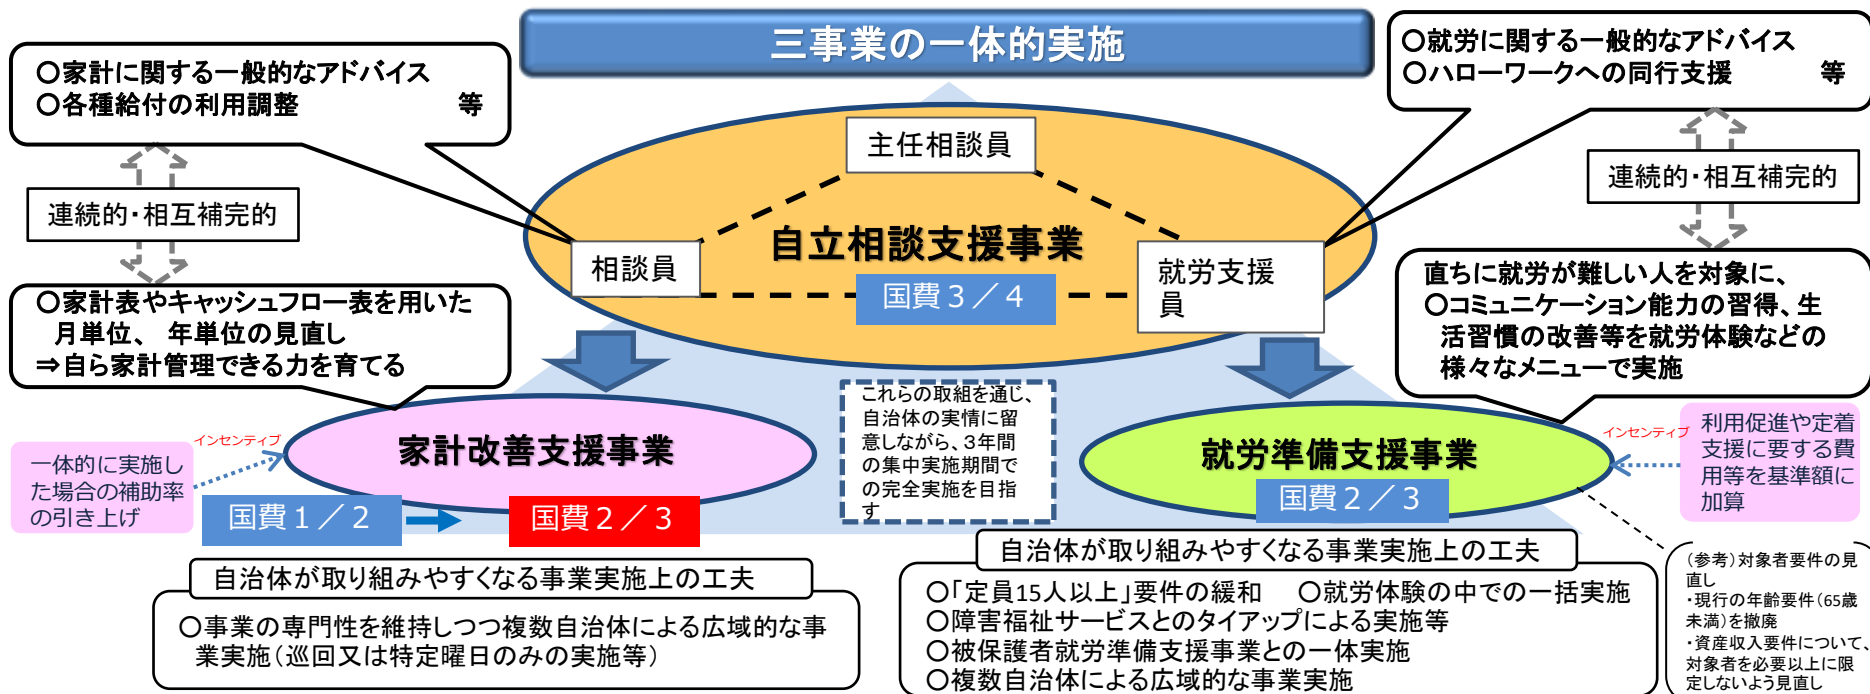 三事業の一体的実施
○家計に関する一般的なアドバイス
○各種給付の利用調整 等
○就労に関する一般的なアドバイス
○ハローワークへの同行支援 等
主任相談員
連続的・相互補完的
連続的・相互補完的
自立相談支援事業
相談員
就労支援
員
国費3/4
○家計表やキャッシュフロー表を用いた
月単位、 年単位の見直し
⇒自ら家計管理できる力を育てる
直ちに就労が難しい人を対象に、
○コミュニケーション能力の習得、生
活習慣の改善等を就労体験などの
様々なメニューで実施
これらの取組を通じ、
自治体の実情に留
意しながら、3年間
の集中実施期間で
の完全実施を目指
す
インセンティブ
一体的に実施し
た場合の補助率
の引き上げ
家計改善支援事業
国費1/2
国費2/3
就労準備支援事業
国費2/3
インセンティブ
利用促進や定着
支援に要する費
用等を基準額に
加算
自治体が取り組みやすくなる事業実施上の工夫
○事業の専門性を維持しつつ複数自治体による広域的な事
業実施(巡回又は特定曜日のみの実施等)
自治体が取り組みやすくなる事業実施上の工夫
○「定員15人以上」要件の緩和 ○就労体験の中での一括実施
○障害福祉サービスとのタイアップによる実施等
○被保護者就労準備支援事業との一体実施
○複数自治体による広域的な事業実施
(参考)対象者要件の見
直し
・現行の年齢要件(65歳
未満)を撤廃
・資産収入要件について、
対象者を必要以上に限
定しないよう見直し